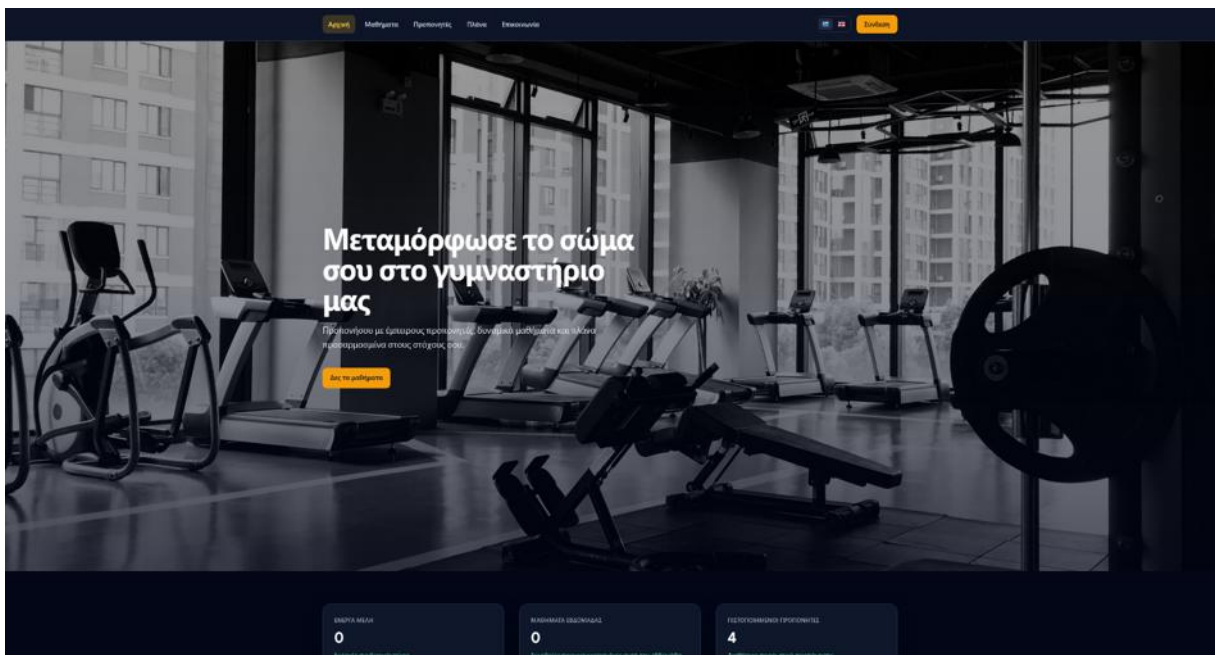 Αρχική Μαθήματα Προπονητές Πλάνα Επικοινωνία Σύνδεση
Μεταμόρφωσε το σώμα
σου στο γυμναστήριο
μας
Προπονήσου με έμπειρους προπονητές, δυναμικά μαθήματα και πλάνα
προσαρμοσμένα στους στόχους σου.
Δες τα μαθήματα
ΕΝΕΡΓΑ ΜΕΛΗ ΜΑΘΗΜΑΤΑ ΕΒΔΟΜΑΔΑΣ ΠΙΣΤΟΠΟΙΗΜΕΝΟΙ ΠΡΟΠΟΝΗΤΕΣ
0 0 4